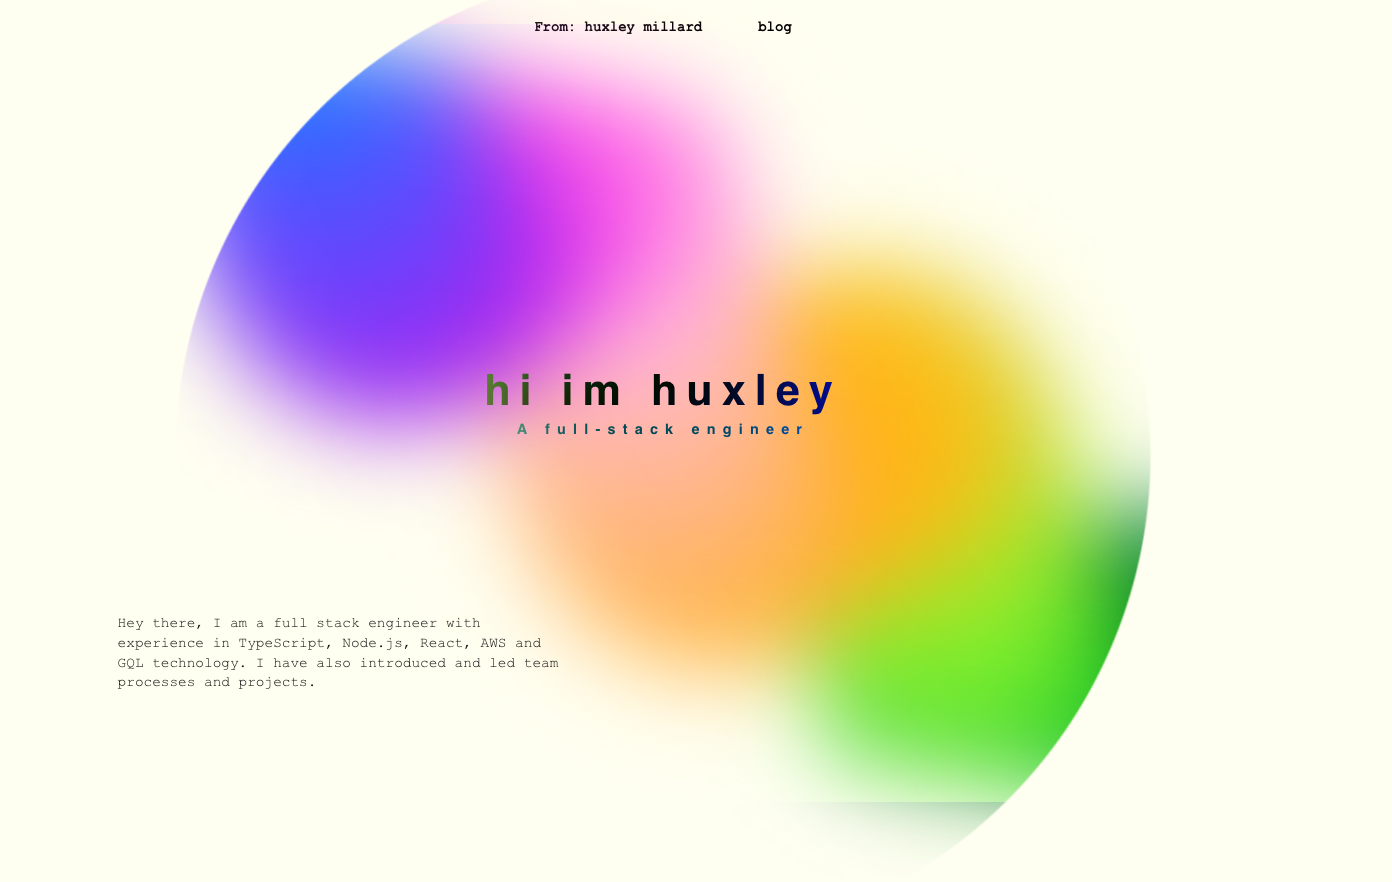 From: huxley millard blog
hi im huxley
A full-stack engineer
Hey there, I am a full stack engineer with
experience in TypeScript, Node.js, React, AWS and
GQL technology. I have also introduced and led team
processes and projects.